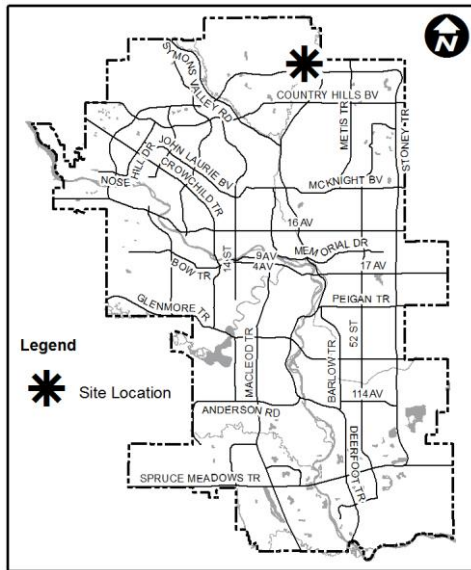 N
SYMONS VALLEY RD
COUNTRY HILLS BV
METIS TR
STONEY TR
JOHN LAURIE BV
CROWCHILD TR
NOSE HILL DR
MCKNIGHT BV
16 AV
MEMORIAL DR
9 AV
4 AV
17 AV
14 ST
BOW TR
PEIGAN TR
GLENMORE TR
52 ST
BARLOW TR
MACLEOD TR
Legend
Site Location
114 AV
ANDERSON RD
DEERFOOT TR
SPRUCE MEADOWS TR